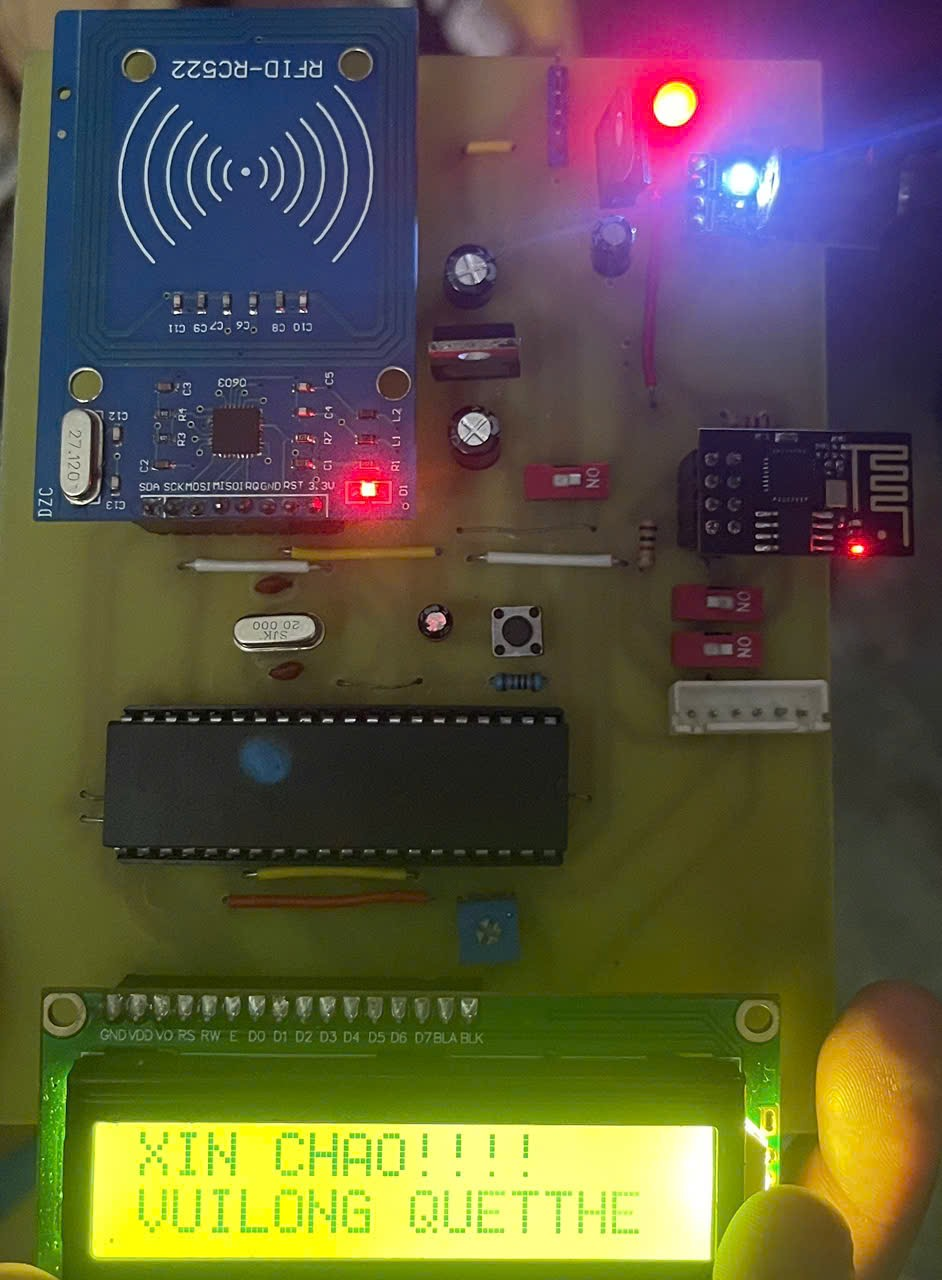 RFID-RC522
C11 C9 C7 C6 C8 C10
0603
C3 C5
R4 C4 L2
C12
R3 R7 L1
27.120
C2 C1 R1
SDA SCK MOSI MISO IRQ GND RST 3.3V
D1
DZC
C13
NO
SJK
20 000
NO
NO
GND VDD VO RS RW E D0 D1 D2 D3 D4 D5 D6 D7 BLA BLK
XIN CHAO!!!!
VUILONG QUETTHE